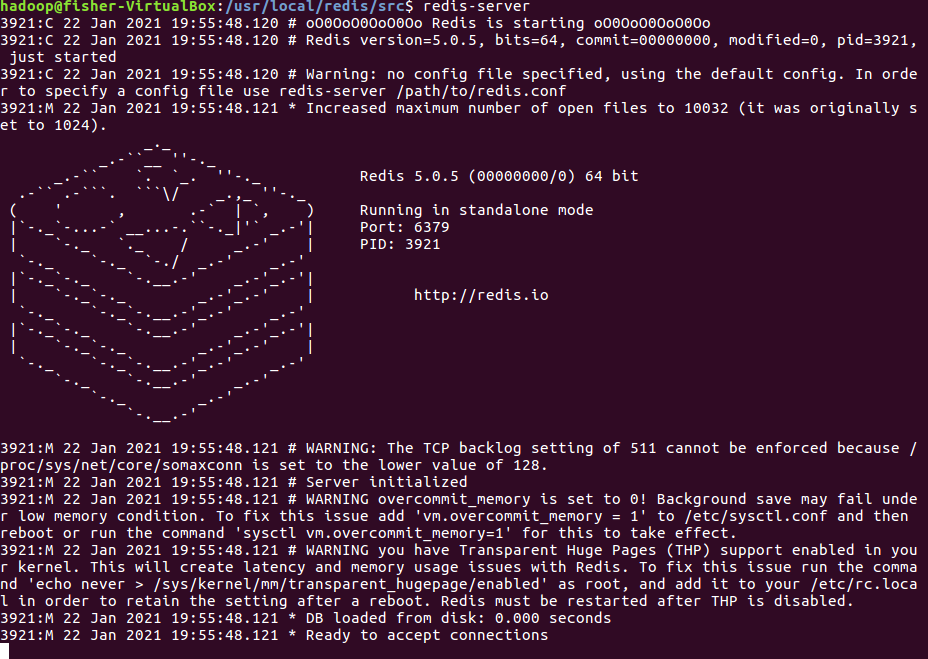 hadoop@fisher-VirtualBox:/usr/local/redis/src$ redis-server
3921:C 22 Jan 2021 19:55:48.120 # oO0OoO0OoO0Oo Redis is starting oO0OoO0OoO0Oo
3921:C 22 Jan 2021 19:55:48.120 # Redis version=5.0.5, bits=64, commit=00000000, modified=0, pid=3921,
 just started
3921:C 22 Jan 2021 19:55:48.120 # Warning: no config file specified, using the default config. In orde
r to specify a config file use redis-server /path/to/redis.conf
3921:M 22 Jan 2021 19:55:48.121 * Increased maximum number of open files to 10032 (it was originally s
et to 1024).
Redis 5.0.5 (00000000/0) 64 bit
Running in standalone mode
Port: 6379
PID: 3921
http://redis.io
3921:M 22 Jan 2021 19:55:48.121 # WARNING: The TCP backlog setting of 511 cannot be enforced because /
proc/sys/net/core/somaxconn is set to the lower value of 128.
3921:M 22 Jan 2021 19:55:48.121 # Server initialized
3921:M 22 Jan 2021 19:55:48.121 # WARNING overcommit_memory is set to 0! Background save may fail unde
r low memory condition. To fix this issue add 'vm.overcommit_memory = 1' to /etc/sysctl.conf and then
reboot or run the command 'sysctl vm.overcommit_memory=1' for this to take effect.
3921:M 22 Jan 2021 19:55:48.121 # WARNING you have Transparent Huge Pages (THP) support enabled in you
r kernel. This will create latency and memory usage issues with Redis. To fix this issue run the comma
nd 'echo never > /sys/kernel/mm/transparent_hugepage/enabled' as root, and add it to your /etc/rc.loca
l in order to retain the setting after a reboot. Redis must be restarted after THP is disabled.
3921:M 22 Jan 2021 19:55:48.121 * DB loaded from disk: 0.000 seconds
3921:M 22 Jan 2021 19:55:48.121 * Ready to accept connections